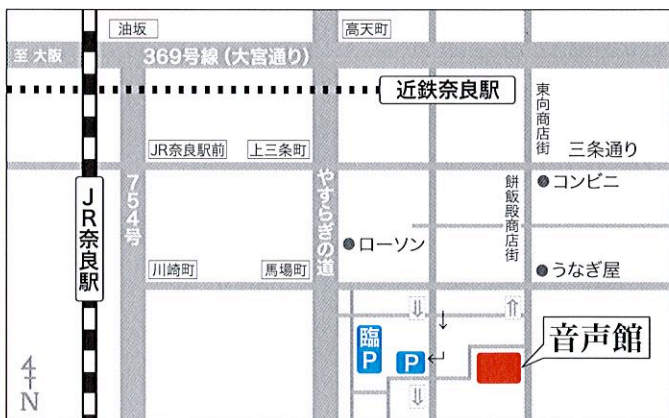 油坂
高天町
至 大阪
369号線(大宮通り)
近鉄奈良駅
東向商店街
JR奈良駅前
上三条町
三条通り
754号
やすらぎの道
餅飯殿商店街
コンビニ
JR奈良駅
ローソン
川崎町
馬場町
うなぎ屋
臨P
P
音声館
N